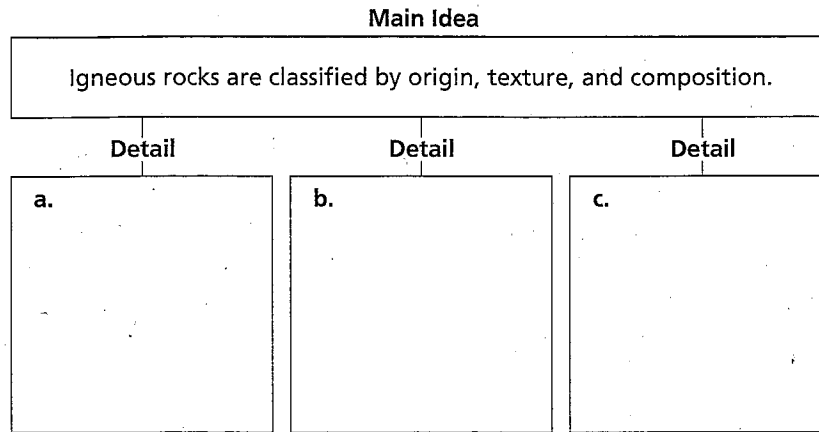 Main Idea
Igneous rocks are classified by origin, texture, and composition.
Detail
Detail
Detail
a.
b.
c.